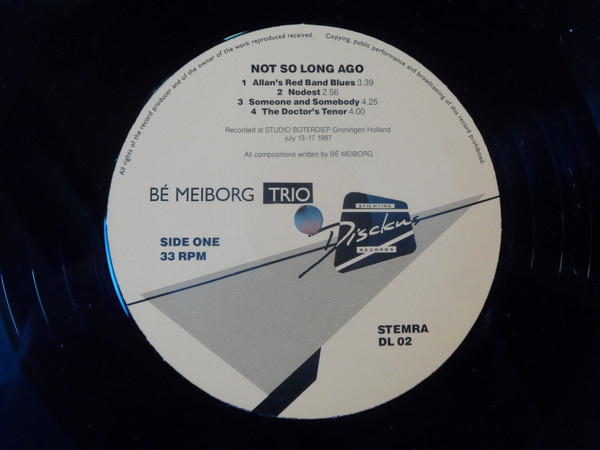 All rights of the record producer and of the owner of the work reproduced reserved. Copying, public performance and broadcasting of this record prohibited.
NOT SO LONG AGO
1 Allan's Red Band Blues 3.39
2 Nodest 2.56
3 Someone and Somebody 4.25
4 The Doctor's Tenor 4.00
Recorded at STUDIO BOTERDIEP Groningen Holland
july 13-17 1987
All compositions written by BÉ MEIBORG
BÉ MEIBORG TRIO
STICHTING
Disckus
RECORDS
SIDE ONE
33 RPM
STEMRA
DL 02